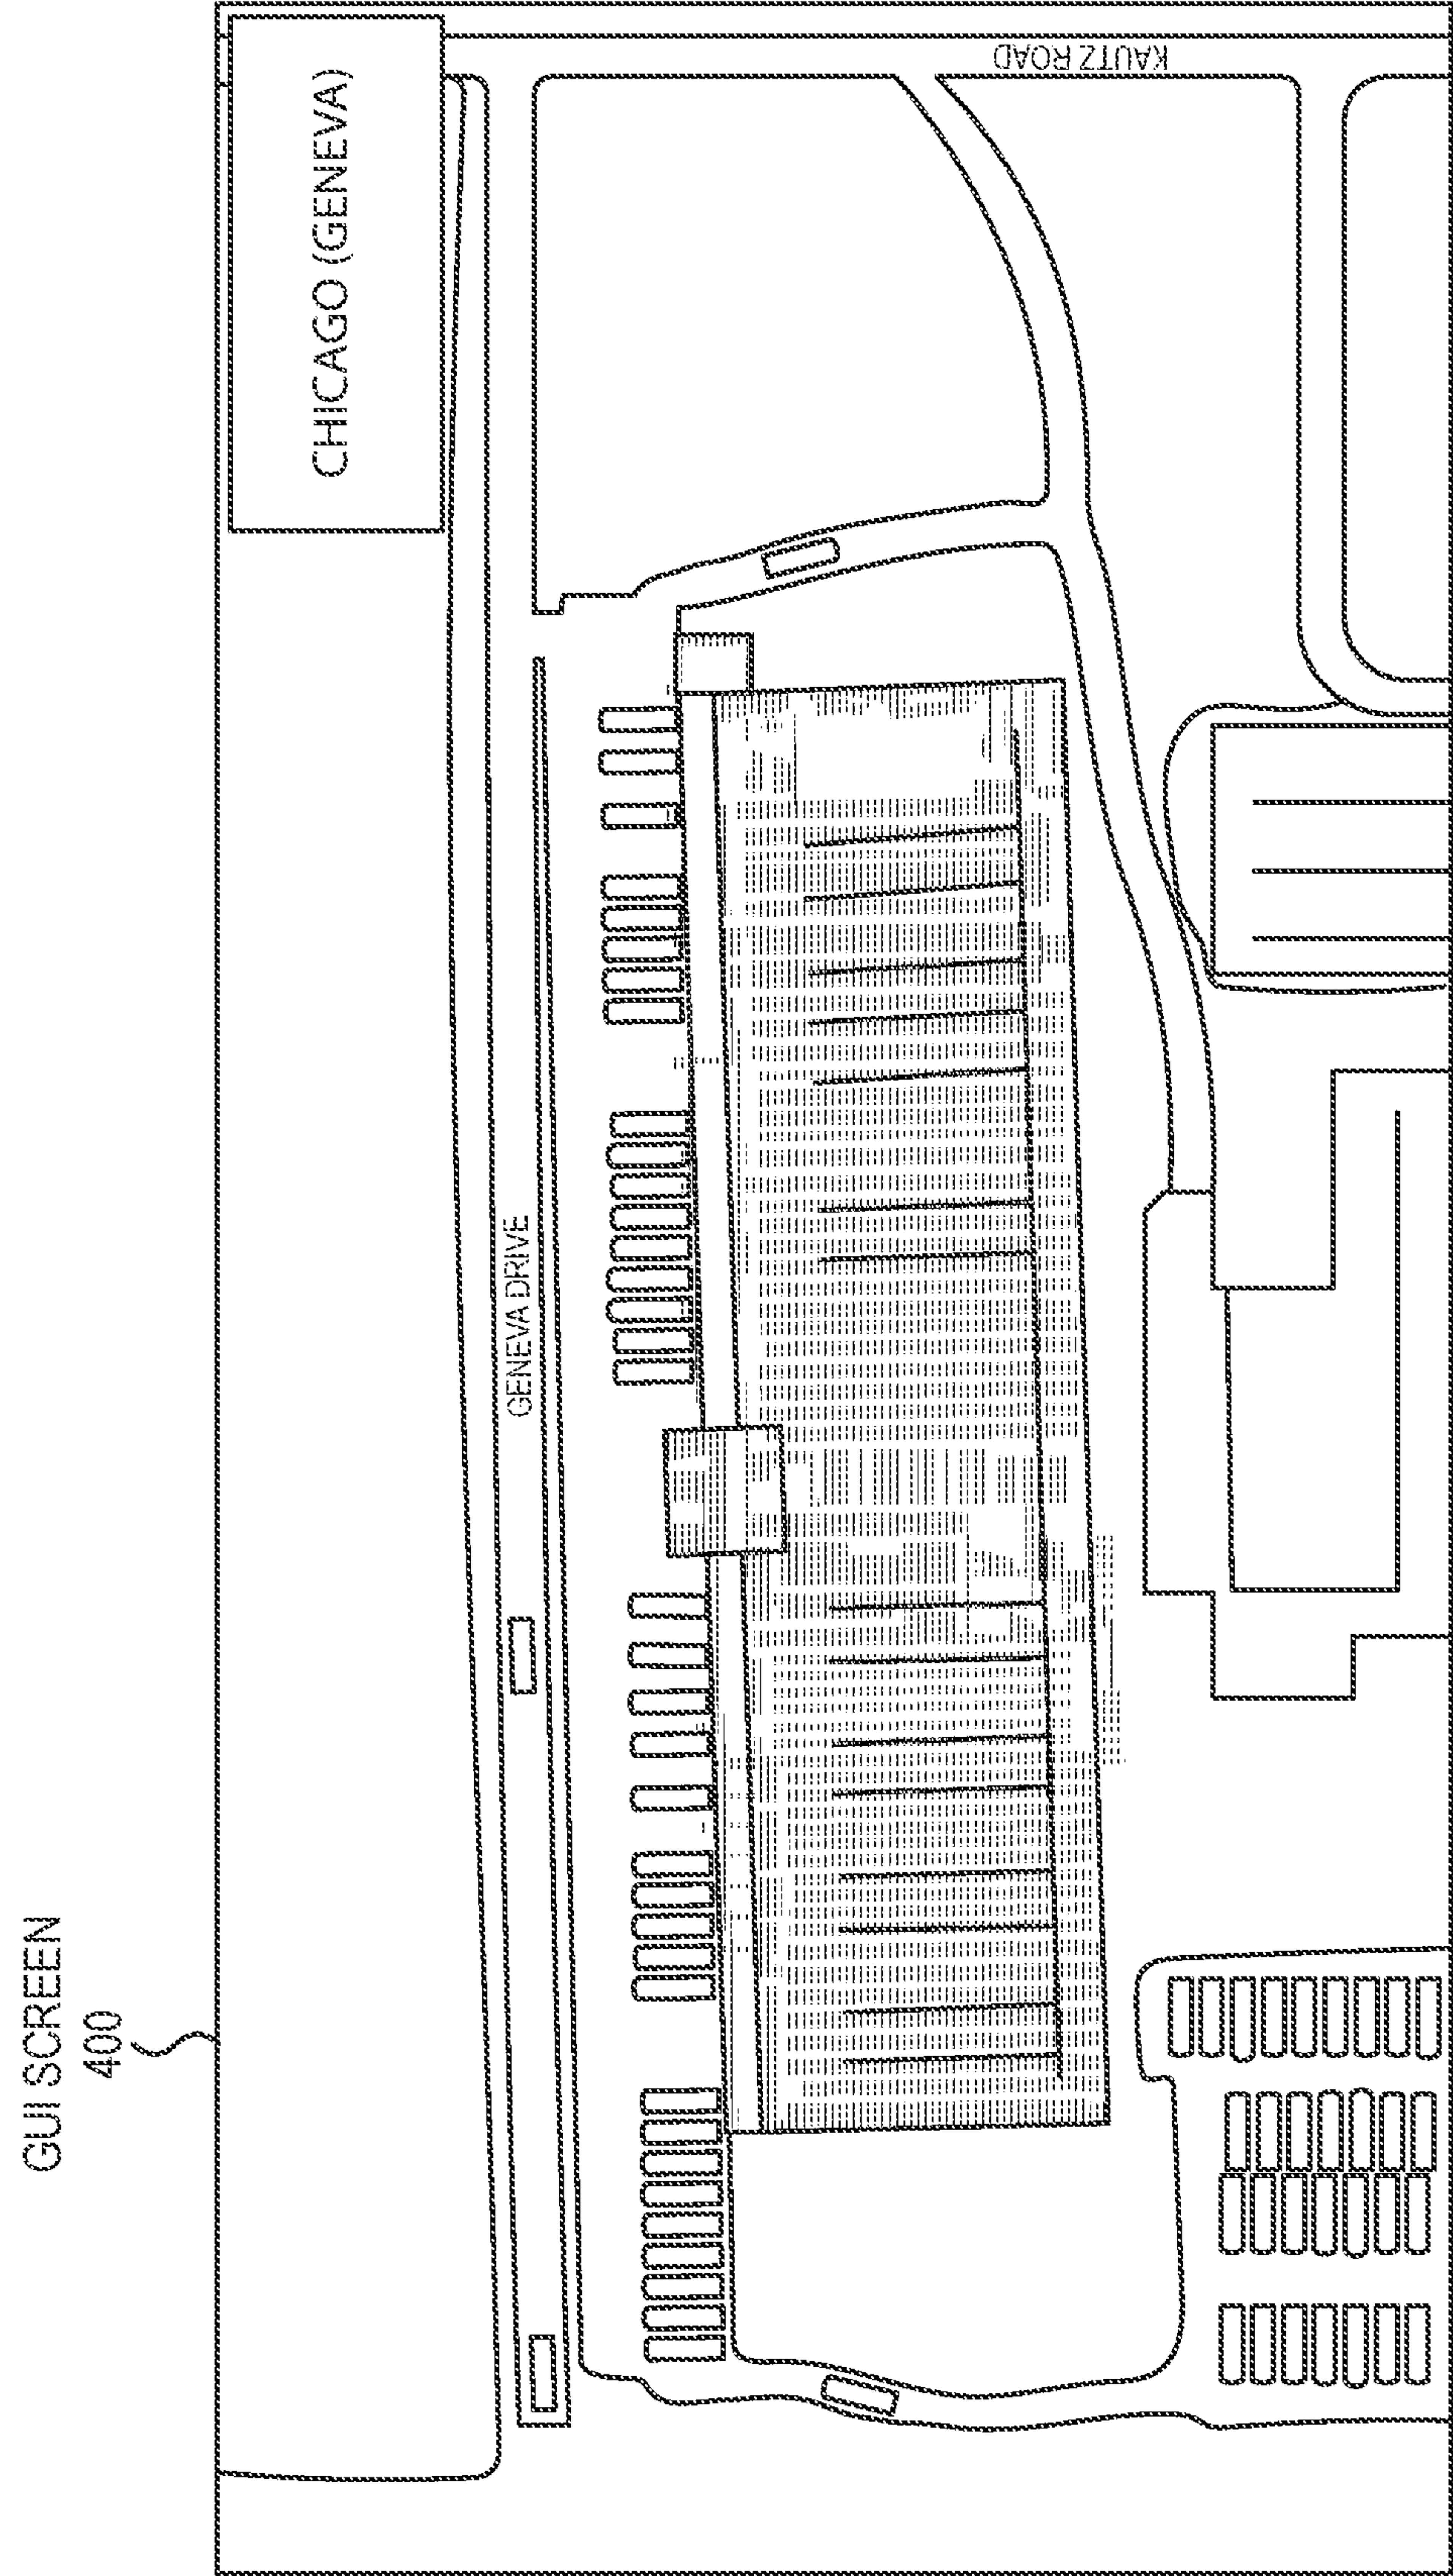 GUI SCREEN
400
CHICAGO (GENEVA)
GENEVA DRIVE
KAUTZ ROAD